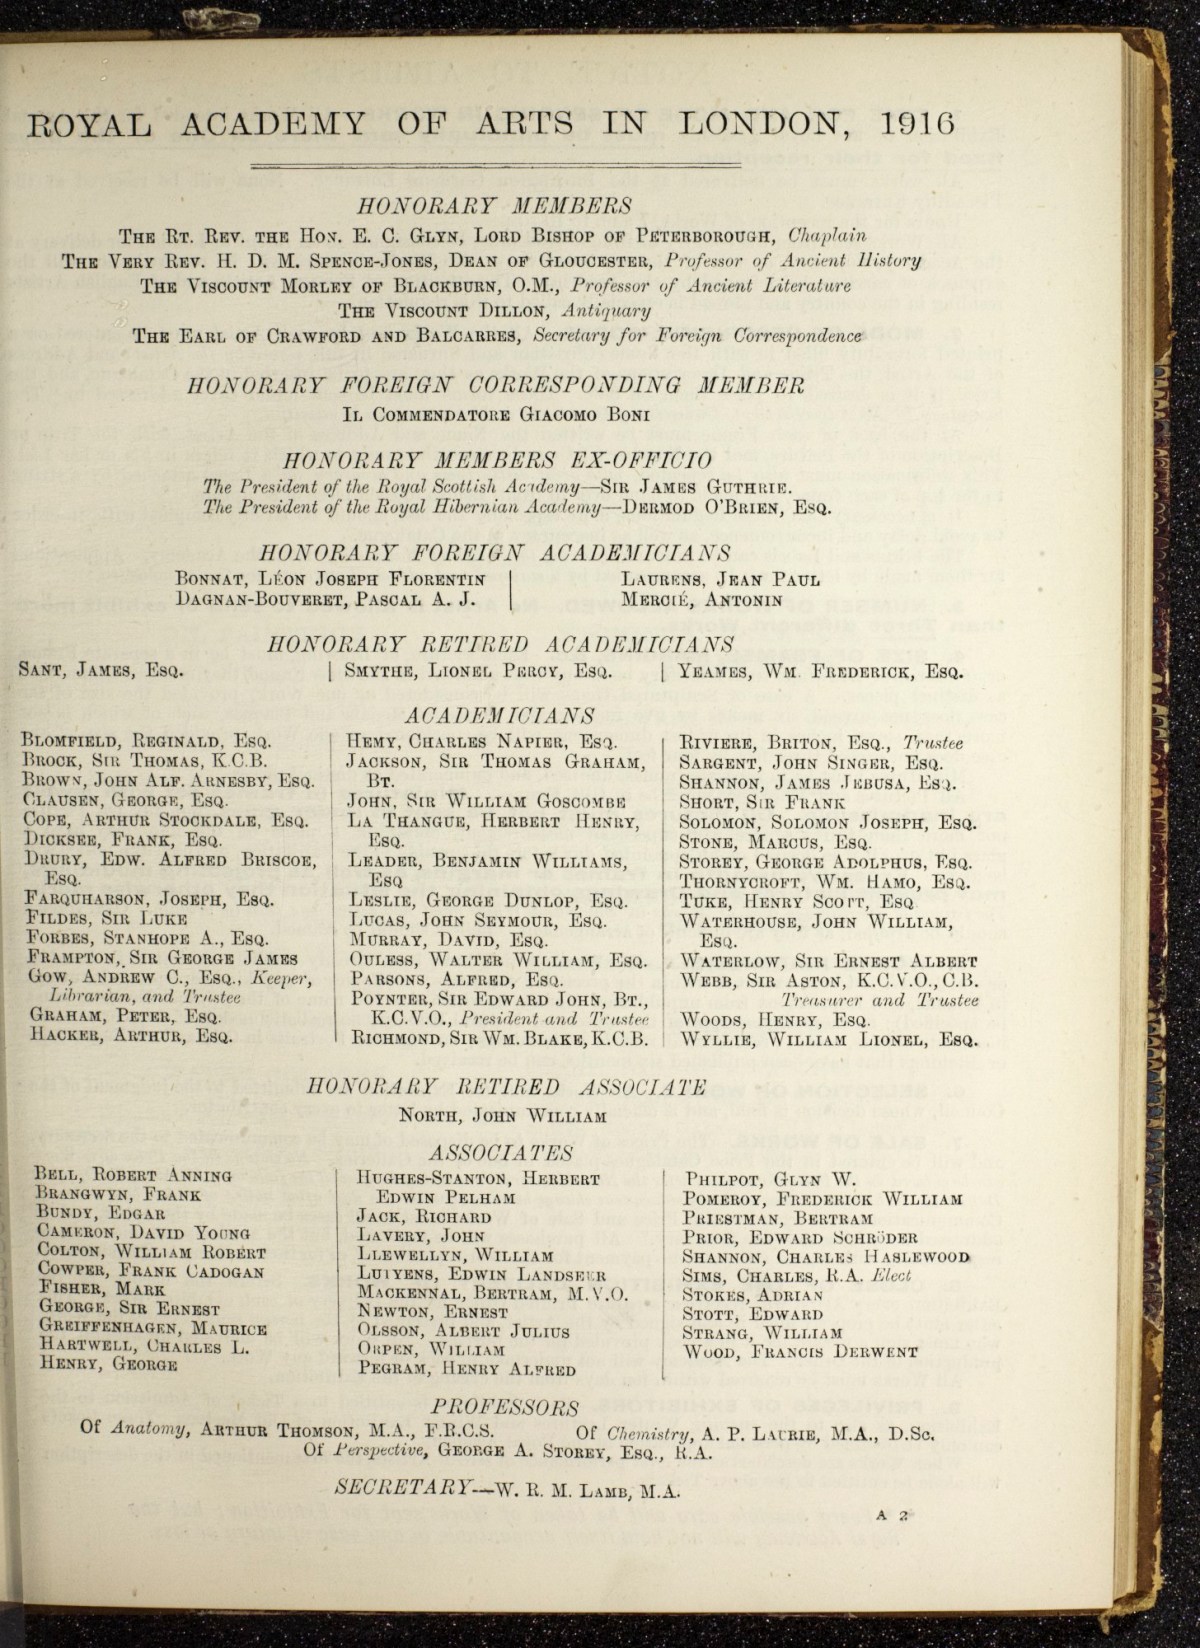 ROYAL ACADEMY OF ARTS IN LONDON, 1916
HONORARY MEMBERS
The Rt. Rev. the Hon. E. C. Glyn, Lord Bishop of Peterborough, Chaplain
The Very Rev. H. D. M. Spence-Jones, Dean of Gloucester, Professor of Ancient History
The Viscount Morley of Blackburn, O.M., Professor of Ancient Literature
The Viscount Dillon, Antiquary
The Earl of Crawford and Balcarres, Secretary for Foreign Correspondence
HONORARY FOREIGN CORRESPONDING MEMBER
Il Commendatore Giacomo Boni
HONORARY MEMBERS EX-OFFICIO
The President of the Royal Scottish Academy—Sir James Guthrie.
The President of the Royal Hibernian Academy—Dermod O'Brien, Esq.
HONORARY FOREIGN ACADEMICIANS
Bonnat, Léon Joseph Florentin
Dagnan-Bouveret, Pascal A. J.
Laurens, Jean Paul
Mercié, Antonin
HONORARY RETIRED ACADEMICIANS
Sant, James, Esq.
Smythe, Lionel Percy, Esq.
Yeames, Wm. Frederick, Esq.
ACADEMICIANS
Blomfield, Reginald, Esq.
Brock, Sir Thomas, K.C.B.
Brown, John Alf. Arnesby, Esq.
Clausen, George, Esq.
Cope, Arthur Stockdale, Esq.
Dicksee, Frank, Esq.
Drury, Edw. Alfred Briscoe,
Esq.
Farquharson, Joseph, Esq.
Fildes, Sir Luke
Forbes, Stanhope A., Esq.
Frampton, Sir George James
Gow, Andrew C., Esq., Keeper,
Librarian, and Trustee
Graham, Peter, Esq.
Hacker, Arthur, Esq.
Hemy, Charles Napier, Esq.
Jackson, Sir Thomas Graham,
Bt.
John, Sir William Goscombe
La Thangue, Herbert Henry,
Esq.
Leader, Benjamin Williams,
Esq
Leslie, George Dunlop, Esq.
Lucas, John Seymour, Esq.
Murray, David, Esq.
Ouless, Walter William, Esq.
Parsons, Alfred, Esq.
Poynter, Sir Edward John, Bt.,
K.C.V.O., President and Trustee
Richmond, Sir Wm. Blake, K.C.B.
Riviere, Briton, Esq., Trustee
Sargent, John Singer, Esq.
Shannon, James Jebusa, Esq.
Short, Sir Frank
Solomon, Solomon Joseph, Esq.
Stone, Marcus, Esq.
Storey, George Adolphus, Esq.
Thornycroft, Wm. Hamo, Esq.
Tuke, Henry Scott, Esq
Waterhouse, John William,
Esq.
Waterlow, Sir Ernest Albert
Webb, Sir Aston, K.C.V.O., C.B.
Treasurer and Trustee
Woods, Henry, Esq.
Wyllie, William Lionel, Esq.
HONORARY RETIRED ASSOCIATE
North, John William
ASSOCIATES
Bell, Robert Anning
Brangwyn, Frank
Bundy, Edgar
Cameron, David Young
Colton, William Robert
Cowper, Frank Cadogan
Fisher, Mark
George, Sir Ernest
Greiffenhagen, Maurice
Hartwell, Charles L.
Henry, George
Hughes-Stanton, Herbert
Edwin Pelham
Jack, Richard
Lavery, John
Llewellyn, William
Lutyens, Edwin Landseer
Mackennal, Bertram, M.V.O.
Newton, Ernest
Olsson, Albert Julius
Orpen, William
Pegram, Henry Alfred
Philpot, Glyn W.
Pomeroy, Frederick William
Priestman, Bertram
Prior, Edward Schröder
Shannon, Charles Haslewood
Sims, Charles, R.A. Elect
Stokes, Adrian
Stott, Edward
Strang, William
Wood, Francis Derwent
PROFESSORS
Of Anatomy, Arthur Thomson, M.A., F.R.C.S. Of Chemistry, A. P. Laurie, M.A., D.Sc.
Of Perspective, George A. Storey, Esq., R.A.
SECRETARY—W. R. M. Lamb, M.A.
A 2